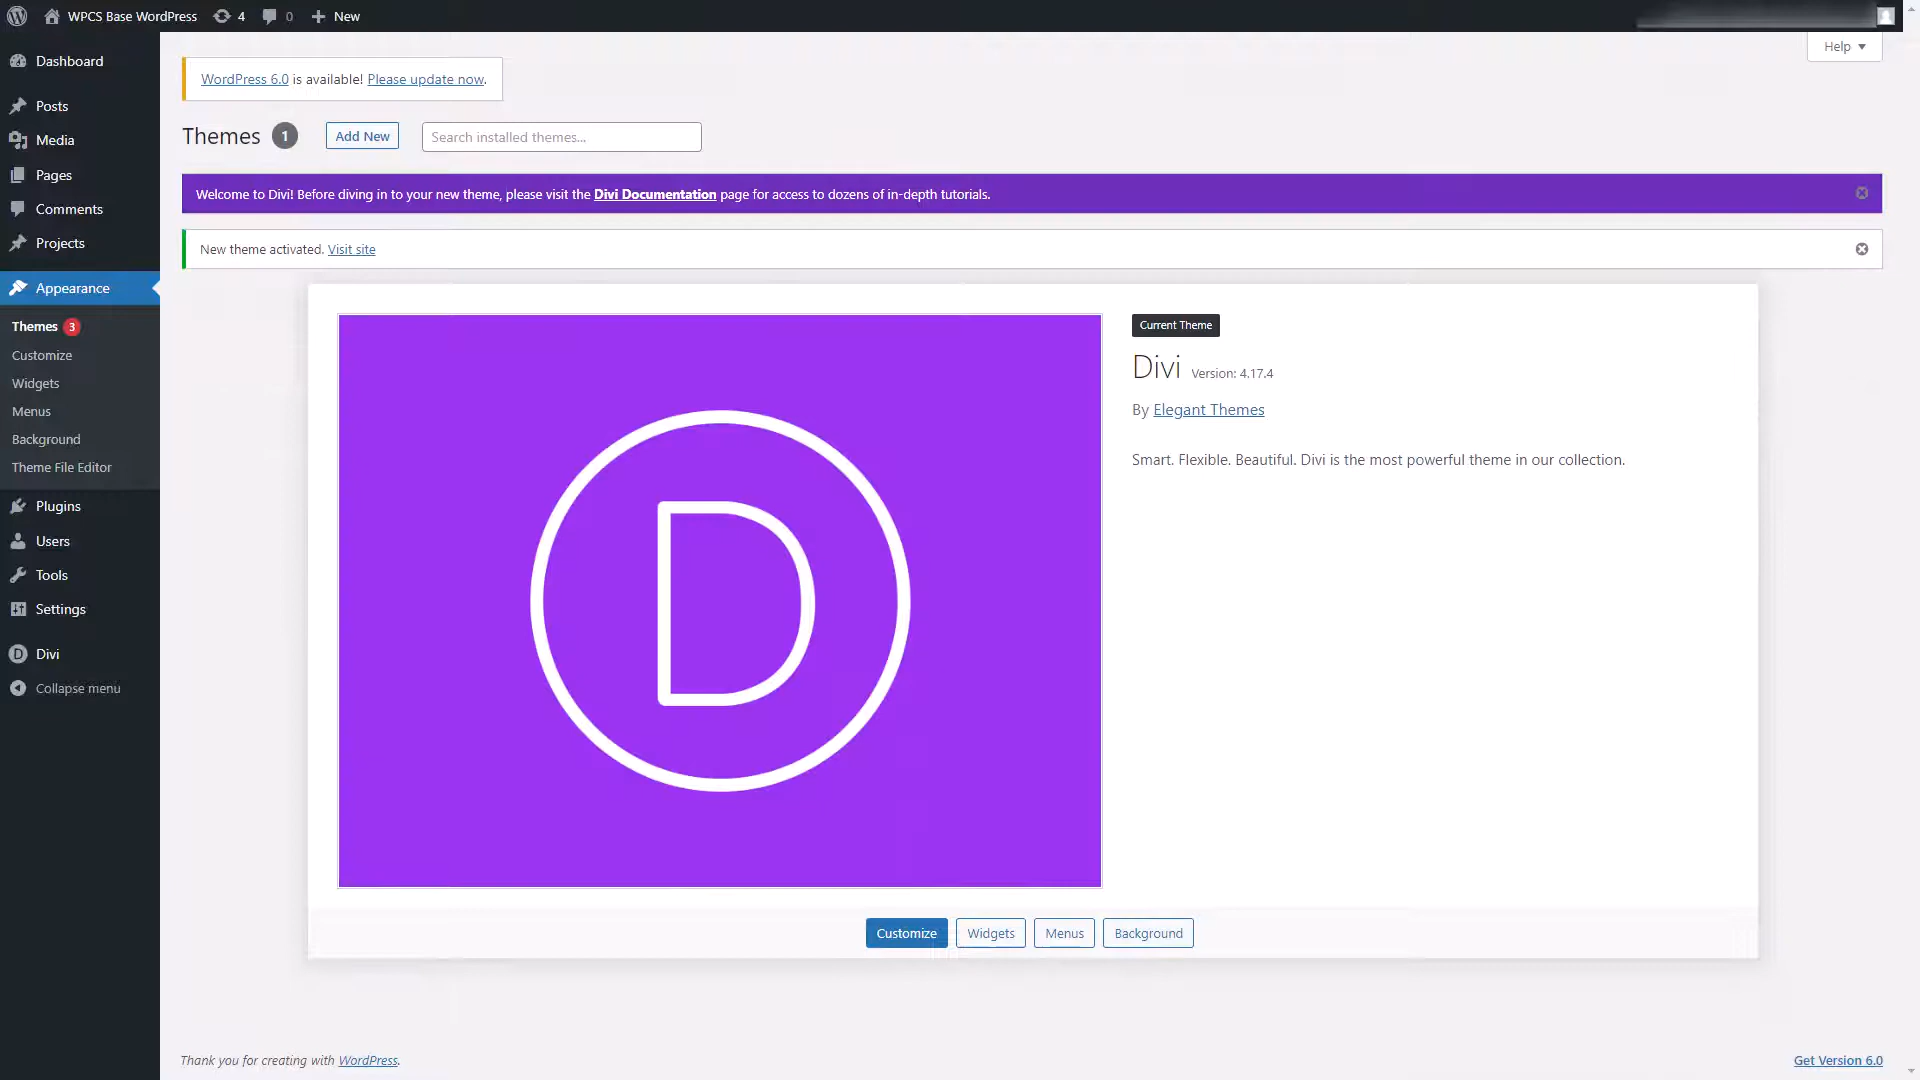 WPCS Base WordPress 4 0 New
Help
Dashboard
Posts
Media
Pages
Comments
Projects
Appearance
Themes 3
Customize
Widgets
Menus
Background
Theme File Editor
Plugins
Users
Tools
Settings
Divi
Collapse menu
WordPress 6.0 is available! Please update now.
Themes 1 Add New Search installed themes...
Welcome to Divi! Before diving in to your new theme, please visit the Divi Documentation page for access to dozens of in-depth tutorials.
New theme activated. Visit site
D
Current Theme
Divi Version: 4.17.4
By Elegant Themes
Smart. Flexible. Beautiful. Divi is the most powerful theme in our collection.
Customize Widgets Menus Background
Thank you for creating with WordPress.
Get Version 6.0